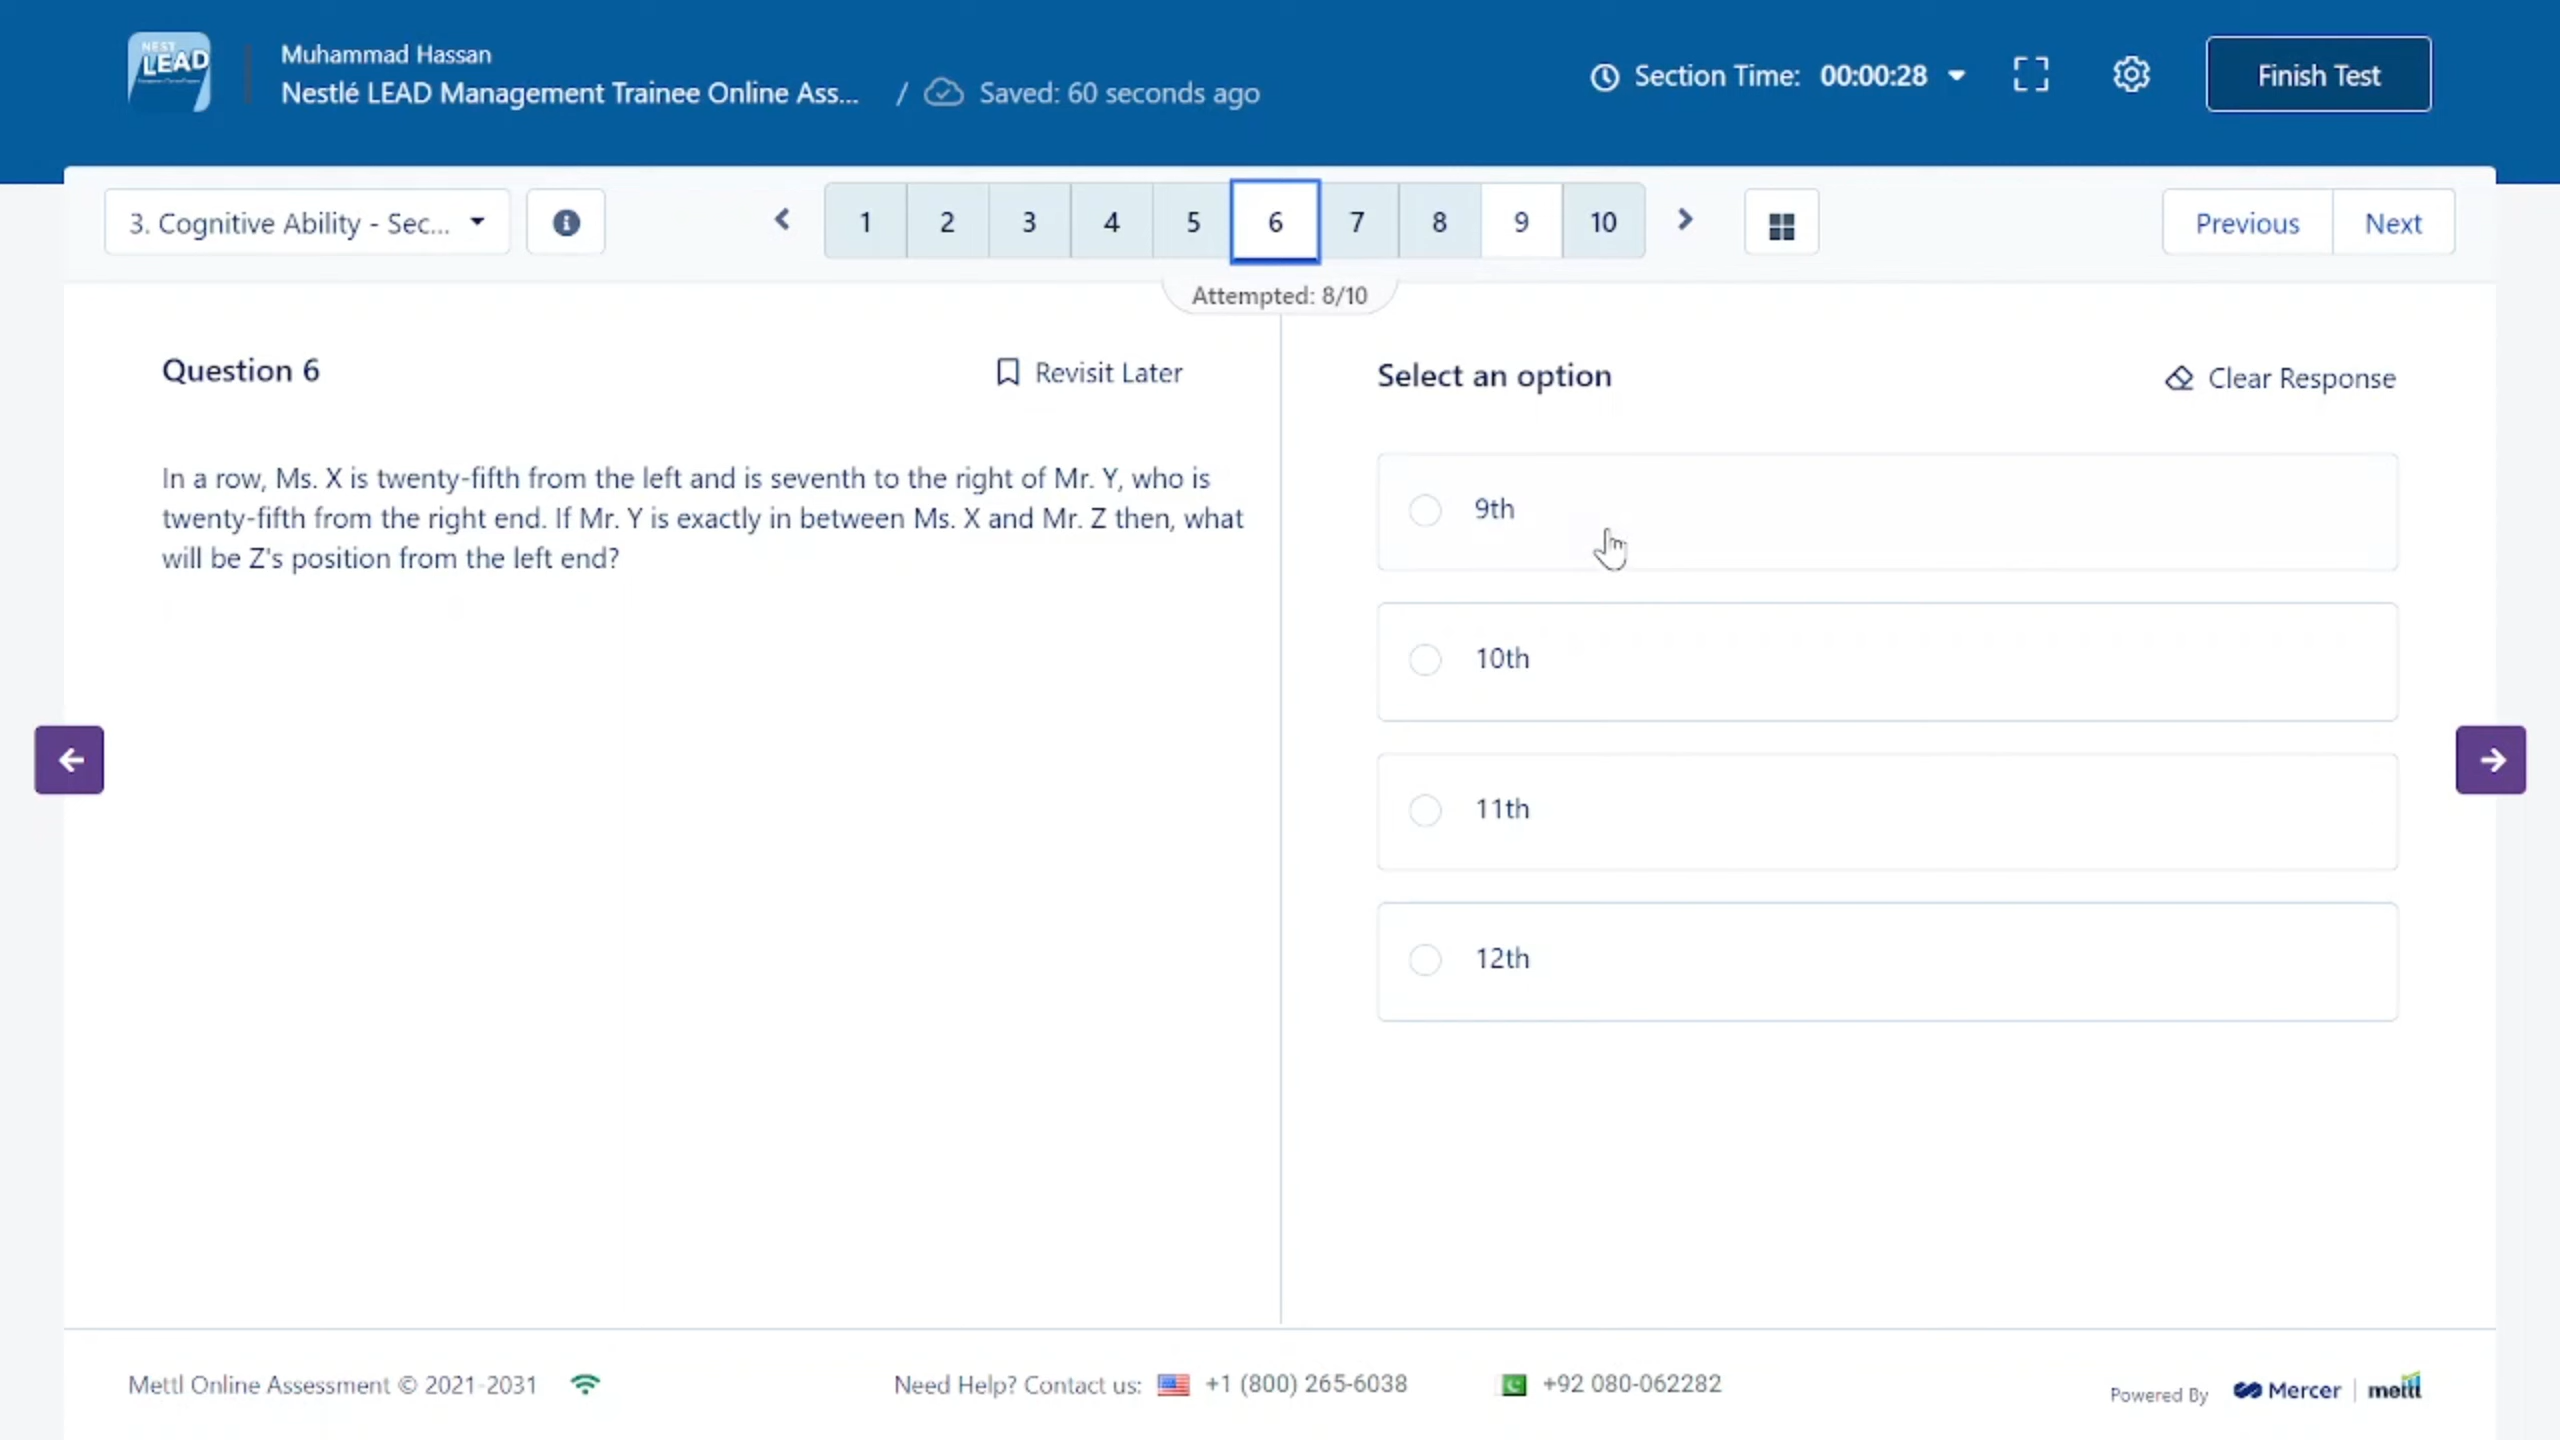 NEST
LEAD
Muhammad Hassan
Nestlé LEAD Management Trainee Online Ass...
/ Saved: 60 seconds ago
Section Time: 00:00:28
Finish Test
3. Cognitive Ability - Sec...
1 2 3 4 5 6 7 8 9 10
Previous
Next
Attempted: 8/10
Question 6
Revisit Later
In a row, Ms. X is twenty-fifth from the left and is seventh to the right of Mr. Y, who is
twenty-fifth from the right end. If Mr. Y is exactly in between Ms. X and Mr. Z then, what
will be Z's position from the left end?
Select an option
Clear Response
9th
10th
11th
12th
Mettl Online Assessment © 2021-2031
Need Help? Contact us: +1 (800) 265-6038
+92 080-062282
Powered By
Mercer | mettl